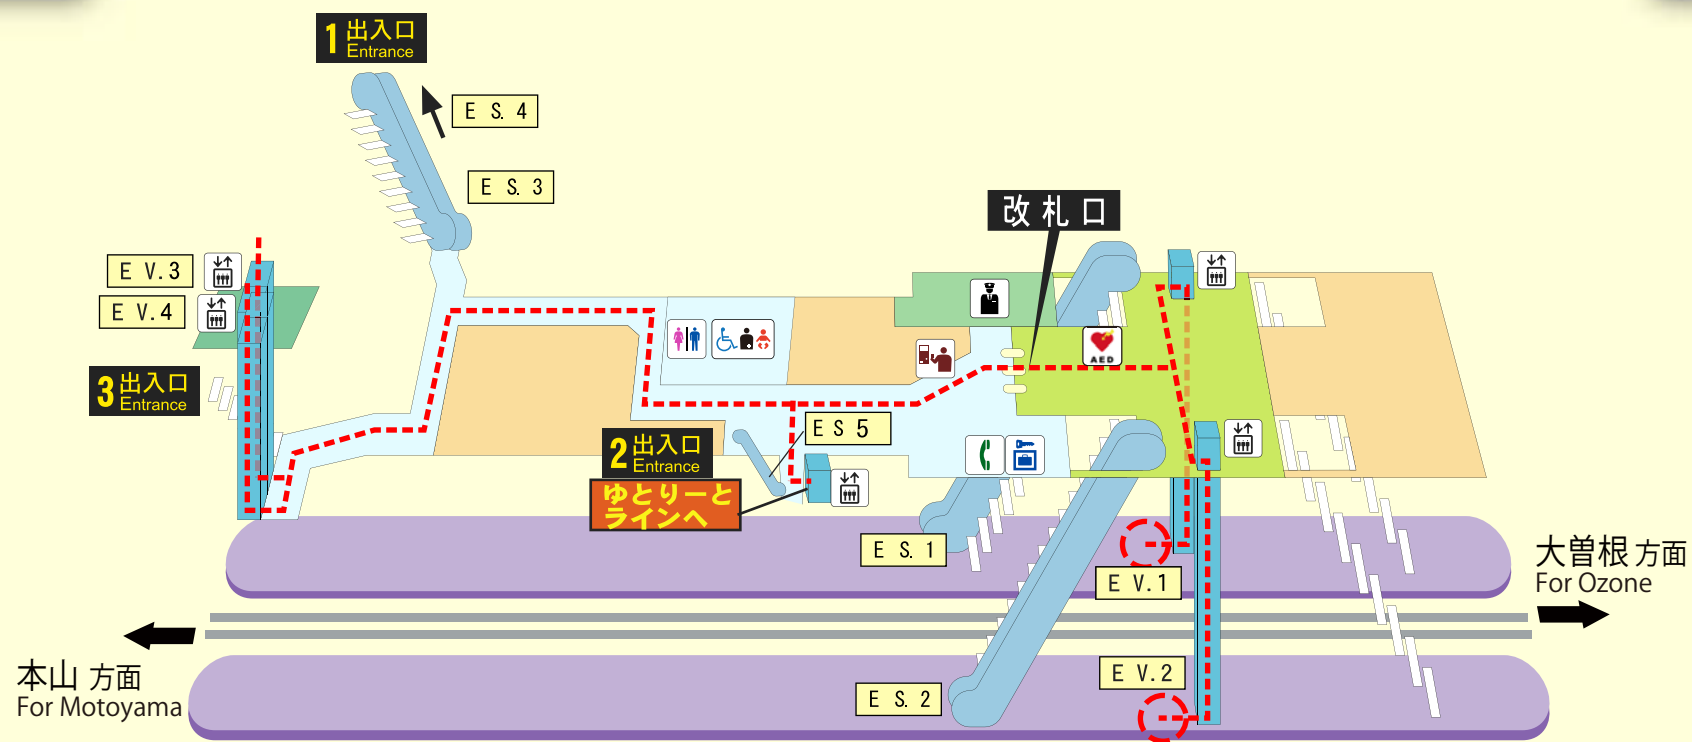 1 出入口
Entrance
E S. 4
E S. 3
改札口
E V.3
E V.4
3 出入口
Entrance
AED
E S 5
2 出入口
Entrance
ゆとりーと
ラインへ
E S. 1
E V.1
大曽根 方面
For Ozone
本山 方面
For Motoyama
E V.2
E S. 2